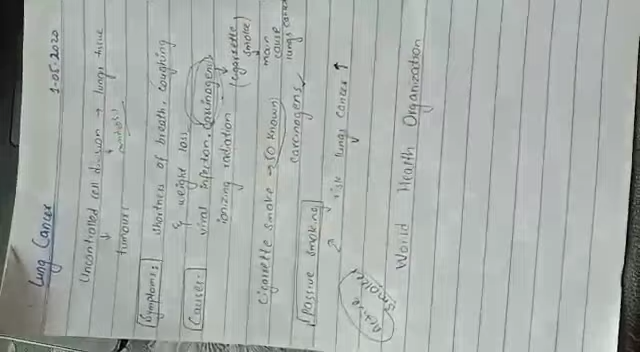 Lung Cancer
1-05-2020
Uncontrolled cell division → lungs tissue
↓ mitosis
tumours
Symptoms: shortness of breath, coughing
& weight loss
Causes: viral infection, carcinogens
ionizing radiation (cigarette smoke)
Cigarette smoke → 50 known carcinogens
main cause lungs cancer
Passive smoking
→ risk lungs cancer ↑
Active smoker
World Health Organization